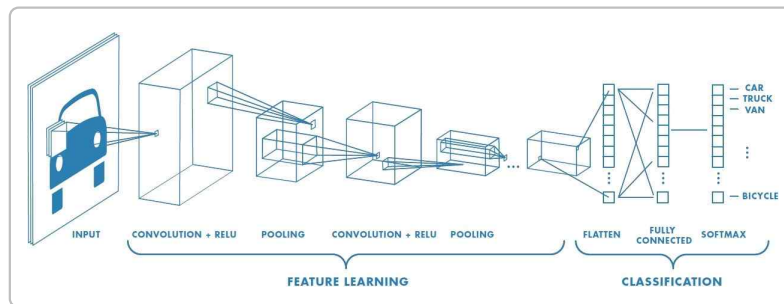 CAR
TRUCK
VAN
BICYCLE
INPUT
CONVOLUTION + RELU
POOLING
CONVOLUTION + RELU
POOLING
FLATTEN
FULLY
CONNECTED
SOFTMAX
FEATURE LEARNING
CLASSIFICATION